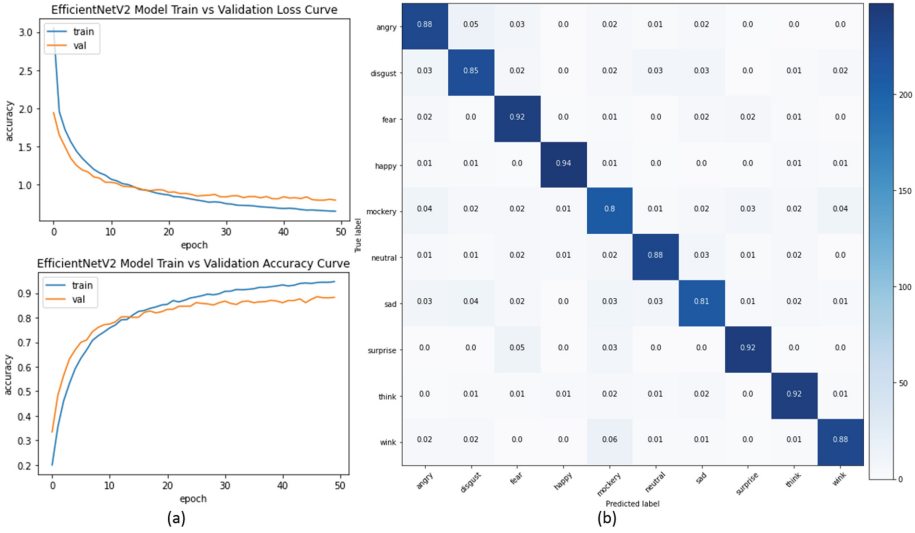 EfficientNetV2 Model Train vs Validation Loss Curve
3.0
2.5
2.0
1.5
1.0
accuracy
train
val
0 10 20 30 40 50
epoch
EfficientNetV2 Model Train vs Validation Accuracy Curve
0.9
0.8
0.7
0.6
0.5
0.4
0.3
0.2
accuracy
train
val
0 10 20 30 40 50
epoch
(a)
True label
angry 0.88 0.05 0.03 0.0 0.02 0.01 0.02 0.0 0.0 0.0
disgust 0.03 0.85 0.02 0.0 0.02 0.03 0.03 0.0 0.01 0.02
fear 0.02 0.0 0.92 0.0 0.01 0.0 0.02 0.02 0.01 0.0
happy 0.01 0.01 0.0 0.94 0.01 0.0 0.01 0.0 0.01 0.01
mockery 0.04 0.02 0.02 0.01 0.8 0.01 0.02 0.03 0.02 0.04
neutral 0.01 0.01 0.02 0.01 0.02 0.88 0.03 0.01 0.02 0.0
sad 0.03 0.04 0.02 0.0 0.03 0.03 0.81 0.01 0.02 0.01
surprise 0.0 0.0 0.05 0.0 0.03 0.0 0.0 0.92 0.0 0.0
think 0.0 0.01 0.01 0.01 0.02 0.01 0.02 0.0 0.92 0.01
wink 0.02 0.02 0.0 0.0 0.06 0.01 0.01 0.0 0.01 0.88
angry disgust fear happy mockery neutral sad surprise think wink
Predicted label
200
150
100
50
0
(b)